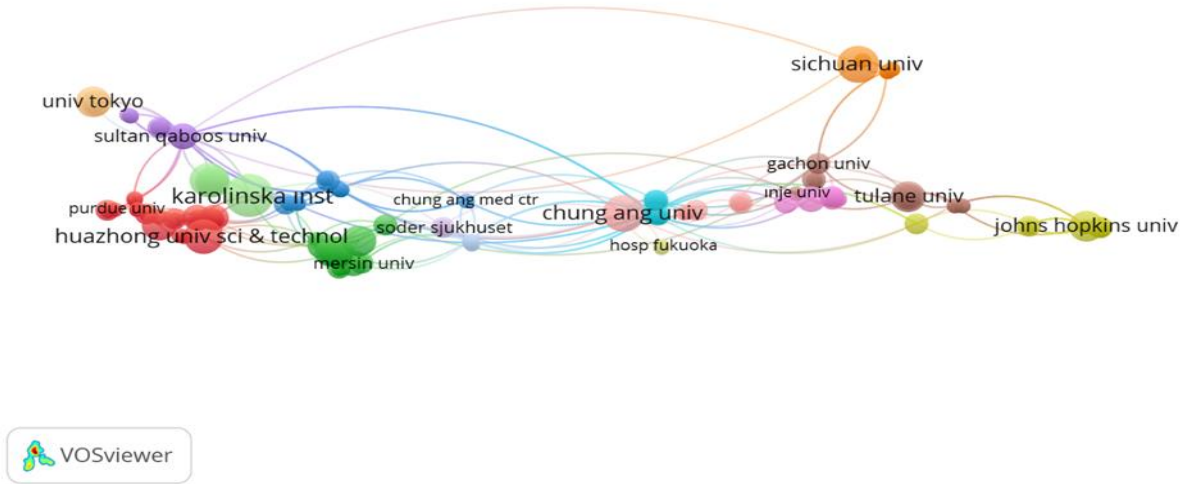 sichuan univ
univ tokyo
sultan qaboos univ
gachon univ
karolinska inst
chung ang med ctr
inje univ
tulane univ
purdue univ
chung ang univ
soder sjukhuset
johns hopkins univ
huazhong univ sci & technol
hosp fukuoka
mersin univ
VOSviewer